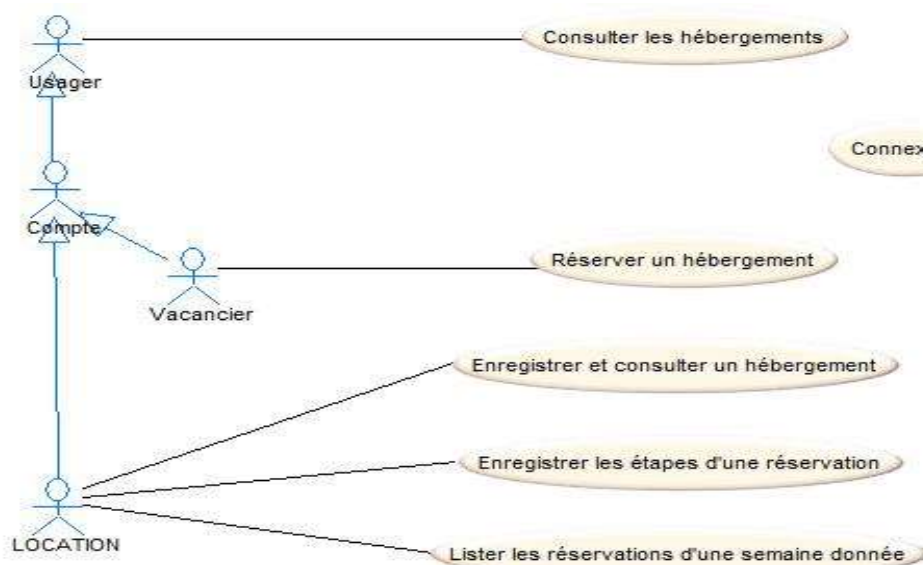 Consulter les hébergements
Usager
Connex
Compte
Réserver un hébergement
Vacancier
Enregistrer et consulter un hébergement
Enregistrer les étapes d'une réservation
LOCATION
Lister les réservations d'une semaine donnée